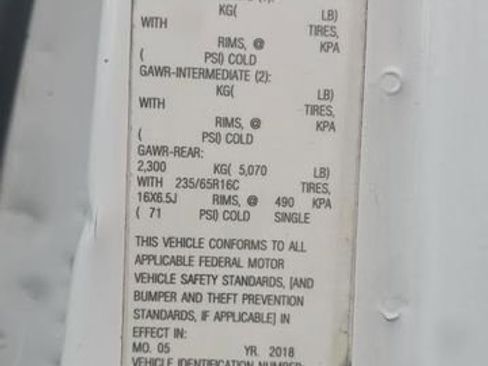 KG( LB)
WITH TIRES,
RIMS, @ KPA
( PSI) COLD
GAWR-INTERMEDIATE (2):
KG( LB)
WITH TIRES,
RIMS, @ KPA
( PSI) COLD
GAWR-REAR:
2,300 KG( 5,070 LB)
WITH 235/65R16C TIRES,
16X6.5J RIMS, @ 490 KPA
( 71 PSI) COLD SINGLE
THIS VEHICLE CONFORMS TO ALL
APPLICABLE FEDERAL MOTOR
VEHICLE SAFETY STANDARDS, [AND
BUMPER AND THEFT PREVENTION
STANDARDS, IF APPLICABLE] IN
EFFECT IN:
MO. 05 YR. 2018
VEHICLE IDENTIFICATION NUMBER: